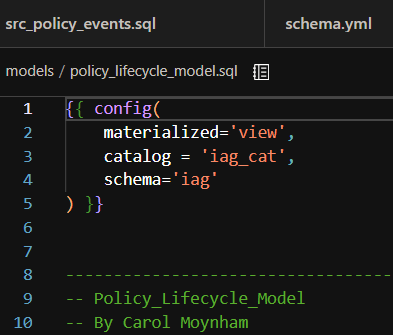 src_policy_events.sql schema.yml
models / policy_lifecycle_model.sql
1 {{ config(
2 materialized='view',
3 catalog = 'iag_cat',
4 schema='iag'
5 ) }}
6
7
8 ------------------------------------
9 -- Policy_Lifecycle_Model
10 -- By Carol Moynham